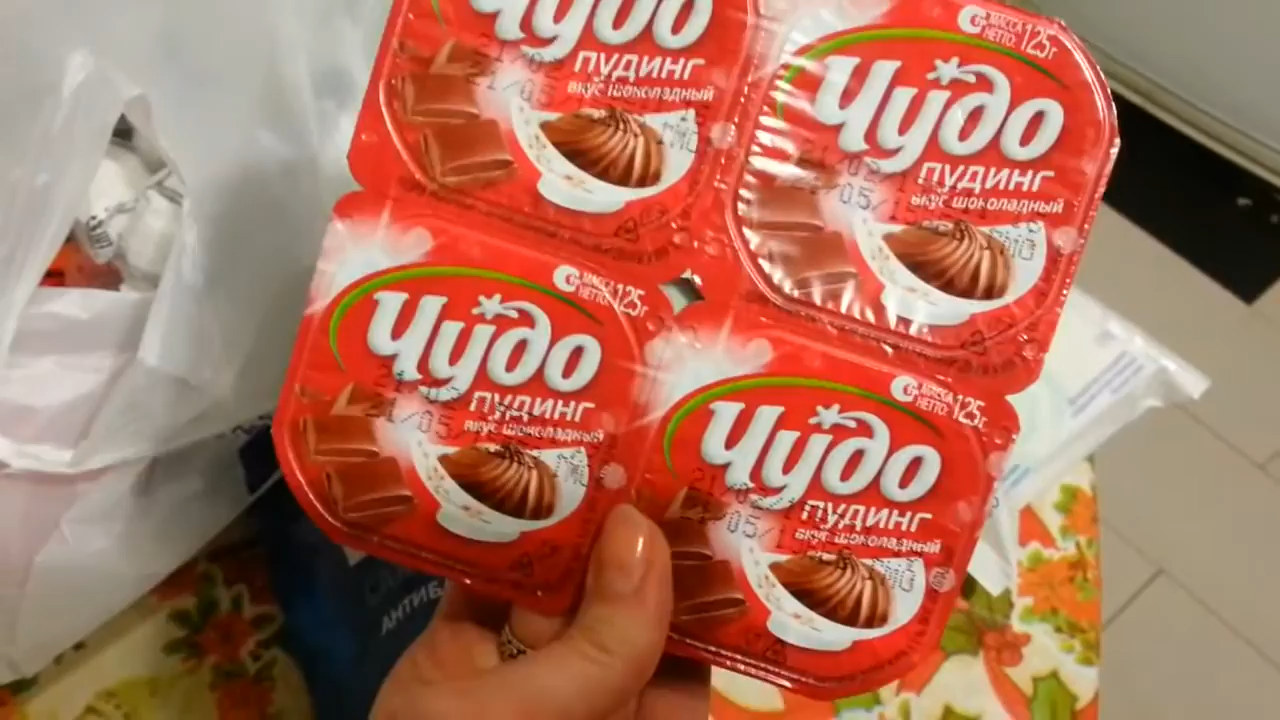 Чудо
пудинг
вкус шоколадный
МАССА
НЕТТО: 125г
Чудо
пудинг
вкус шоколадный
МАССА
НЕТТО: 125г
Чудо
пудинг
вкус шоколадный
МАССА
НЕТТО: 125г
Чудо
пудинг
вкус шоколадный
АНТИБ